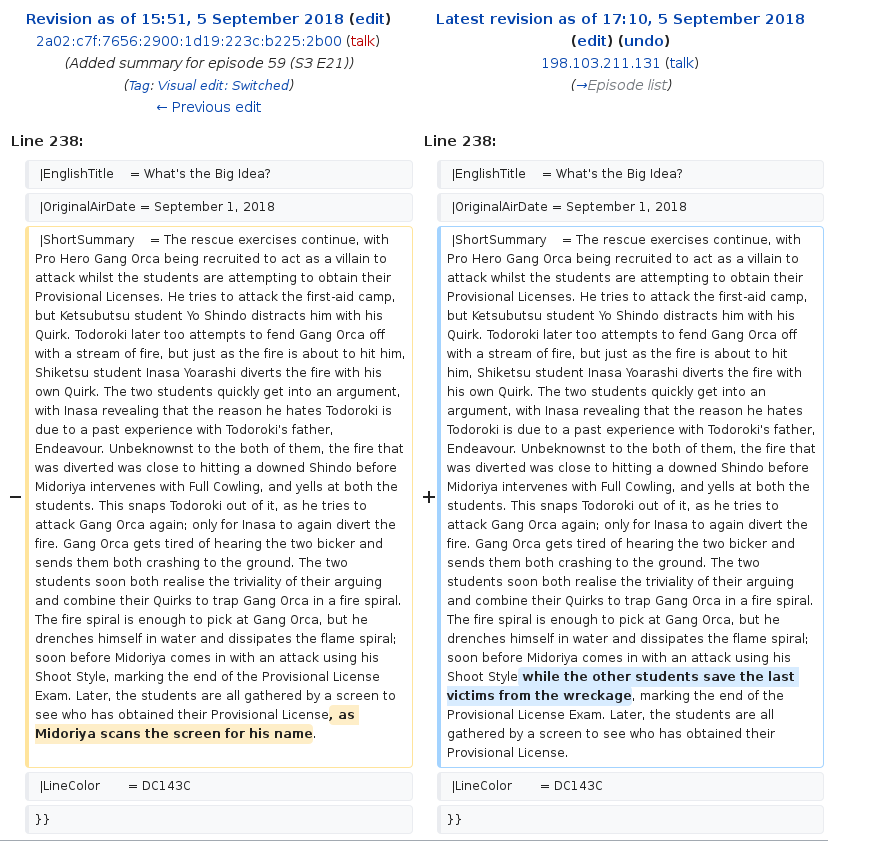 Revision as of 15:51, 5 September 2018 (edit)
2a02:c7f:7656:2900:1d19:223c:b225:2b00 (talk)
(Added summary for episode 59 (S3 E21))
(Tag: Visual edit: Switched)
← Previous edit
Latest revision as of 17:10, 5 September 2018
(edit) (undo)
198.103.211.131 (talk)
(→Episode list)
Line 238:
|EnglishTitle = What's the Big Idea?
|OriginalAirDate = September 1, 2018
|ShortSummary = The rescue exercises continue, with
Pro Hero Gang Orca being recruited to act as a villain to
attack whilst the students are attempting to obtain their
Provisional Licenses. He tries to attack the first-aid camp,
but Ketsubutsu student Yo Shindo distracts him with his
Quirk. Todoroki later too attempts to fend Gang Orca off
with a stream of fire, but just as the fire is about to hit him,
Shiketsu student Inasa Yoarashi diverts the fire with his
own Quirk. The two students quickly get into an argument,
with Inasa revealing that the reason he hates Todoroki is
due to a past experience with Todoroki's father,
Endeavour. Unbeknownst to the both of them, the fire that
was diverted was close to hitting a downed Shindo before
Midoriya intervenes with Full Cowling, and yells at both the
− students. This snaps Todoroki out of it, as he tries to
attack Gang Orca again; only for Inasa to again divert the
fire. Gang Orca gets tired of hearing the two bicker and
sends them both crashing to the ground. The two
students soon both realise the triviality of their arguing
and combine their Quirks to trap Gang Orca in a fire spiral.
The fire spiral is enough to pick at Gang Orca, but he
drenches himself in water and dissipates the flame spiral;
soon before Midoriya comes in with an attack using his
Shoot Style, marking the end of the Provisional License
Exam. Later, the students are all gathered by a screen to
see who has obtained their Provisional License, as
Midoriya scans the screen for his name.
|LineColor = DC143C
}}
Line 238:
|EnglishTitle = What's the Big Idea?
|OriginalAirDate = September 1, 2018
|ShortSummary = The rescue exercises continue, with
Pro Hero Gang Orca being recruited to act as a villain to
attack whilst the students are attempting to obtain their
Provisional Licenses. He tries to attack the first-aid camp,
but Ketsubutsu student Yo Shindo distracts him with his
Quirk. Todoroki later too attempts to fend Gang Orca off
with a stream of fire, but just as the fire is about to hit
him, Shiketsu student Inasa Yoarashi diverts the fire with
his own Quirk. The two students quickly get into an
argument, with Inasa revealing that the reason he hates
Todoroki is due to a past experience with Todoroki's father,
Endeavour. Unbeknownst to the both of them, the fire that
was diverted was close to hitting a downed Shindo before
Midoriya intervenes with Full Cowling, and yells at both the
+ students. This snaps Todoroki out of it, as he tries to
attack Gang Orca again; only for Inasa to again divert the
fire. Gang Orca gets tired of hearing the two bicker and
sends them both crashing to the ground. The two
students soon both realise the triviality of their arguing
and combine their Quirks to trap Gang Orca in a fire spiral.
The fire spiral is enough to pick at Gang Orca, but he
drenches himself in water and dissipates the flame spiral;
soon before Midoriya comes in with an attack using his
Shoot Style while the other students save the last
victims from the wreckage, marking the end of the
Provisional License Exam. Later, the students are all
gathered by a screen to see who has obtained their
Provisional License.
|LineColor = DC143C
}}